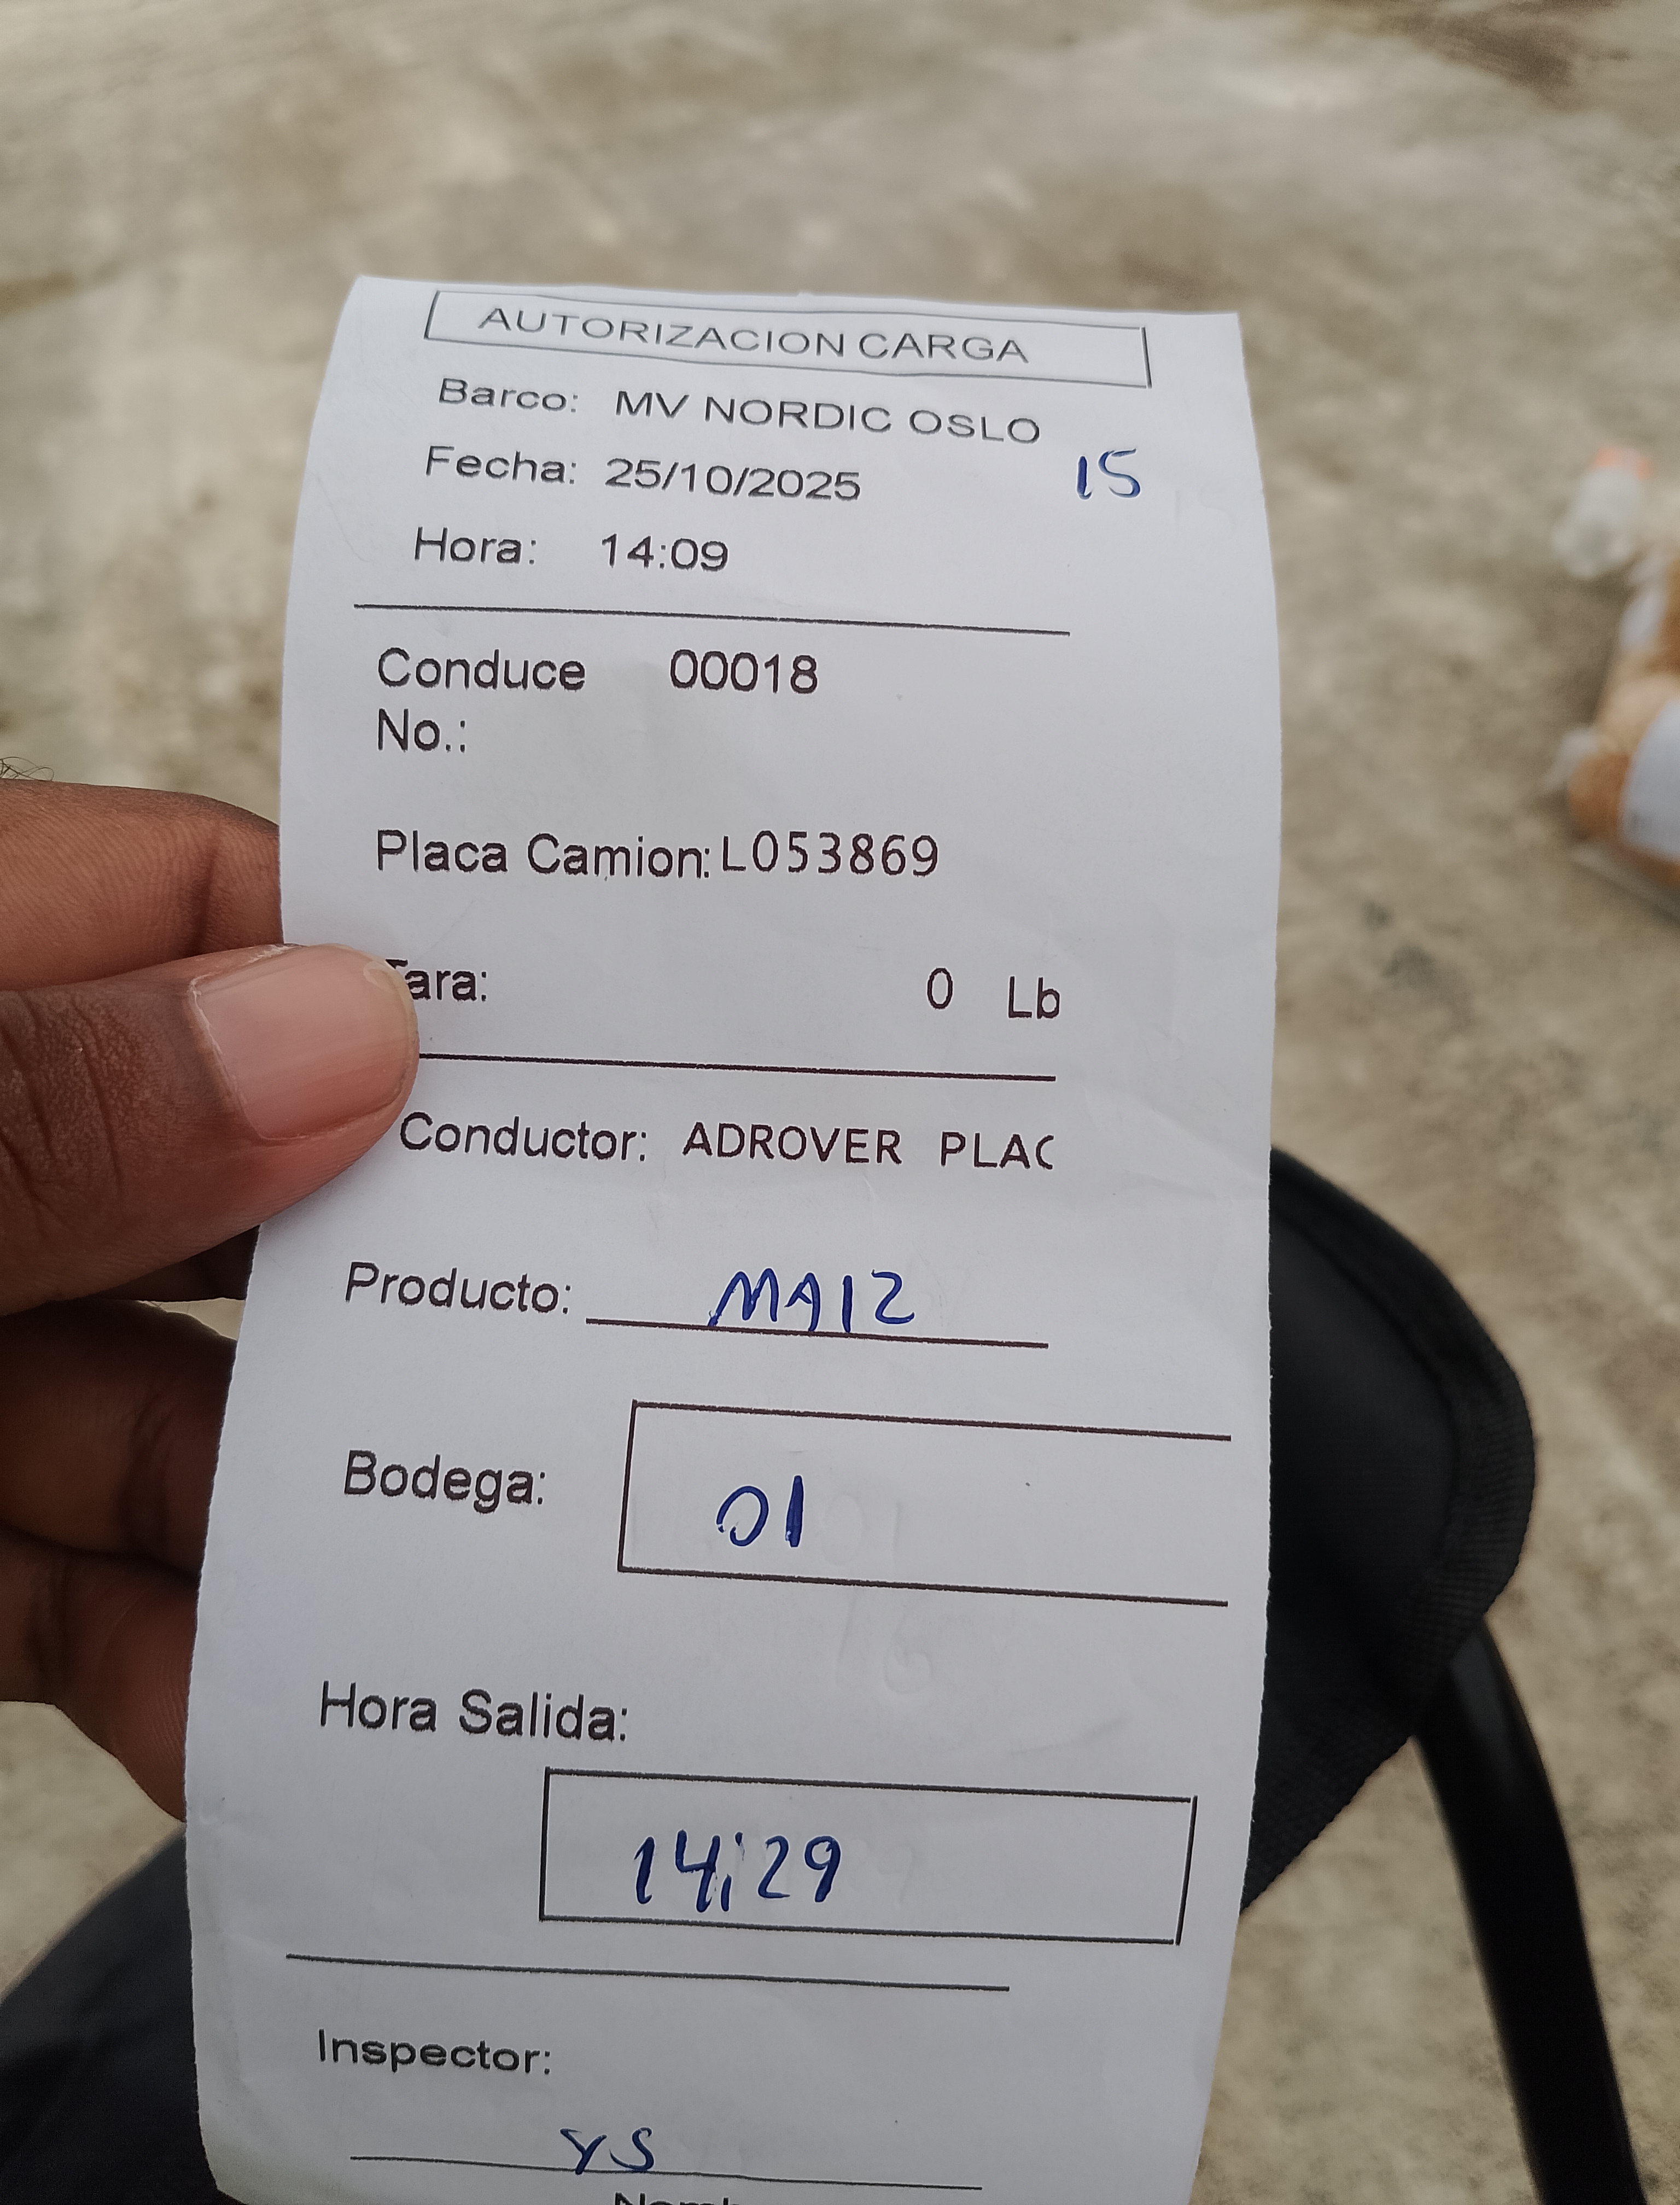 AUTORIZACION CARGA
Barco: MV NORDIC OSLO
Fecha: 25/10/2025
15
Hora: 14:09
Conduce 00018
No.:
Placa Camion: L053869
Tara: 0 Lb
Conductor: ADROVER PLAC
Producto: MAIZ
Bodega: 01
Hora Salida:
14:29
Inspector:
YS